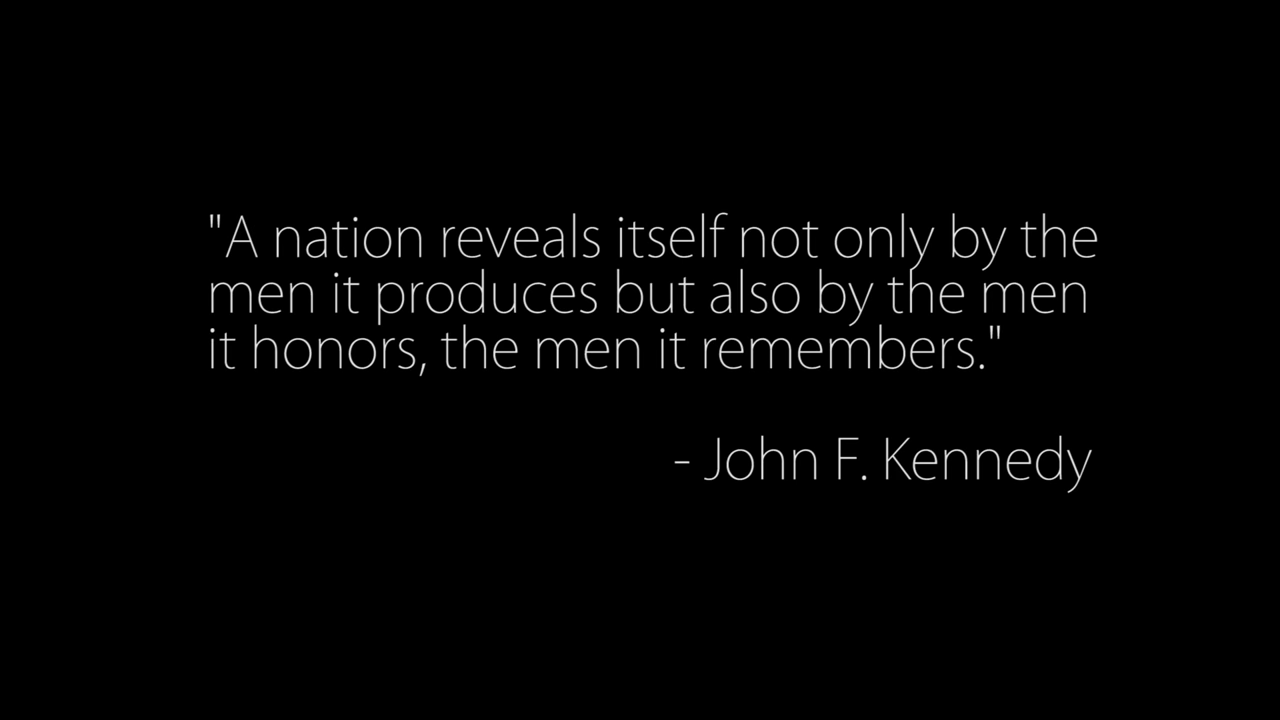 "A nation reveals itself not only by the
men it produces but also by the men
it honors, the men it remembers."
- John F. Kennedy